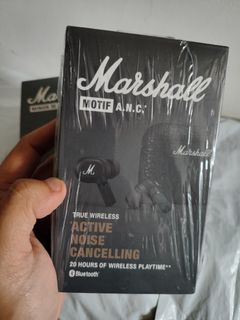 Marshall
MOTIF A.N.C.
Marshall
M
TRUE WIRELESS
ACTIVE
NOISE
CANCELLING
20 HOURS OF WIRELESS PLAYTIME**
Bluetooth